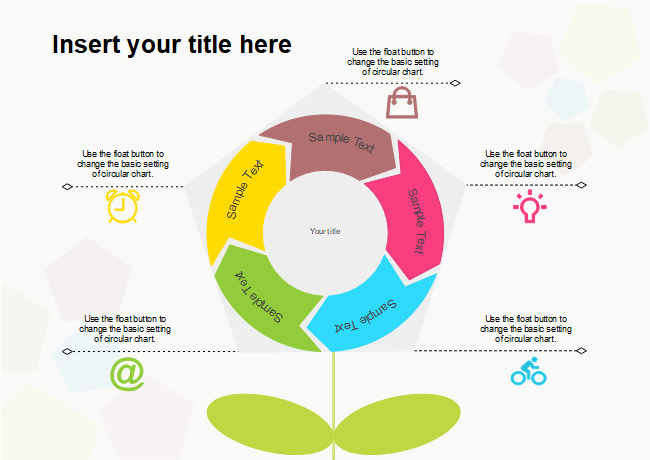 Insert your title here
Use the float button to
change the basic setting
of circular chart.
Use the float button to
change the basic setting
of circular chart.
Use the float button to
change the basic setting
of circular chart.
Sample Text
Sample Text
Sample Text
Your title
Sample Text
Sample Text
Use the float button to
change the basic setting
of circular chart.
Use the float button to
change the basic setting
of circular chart.
@